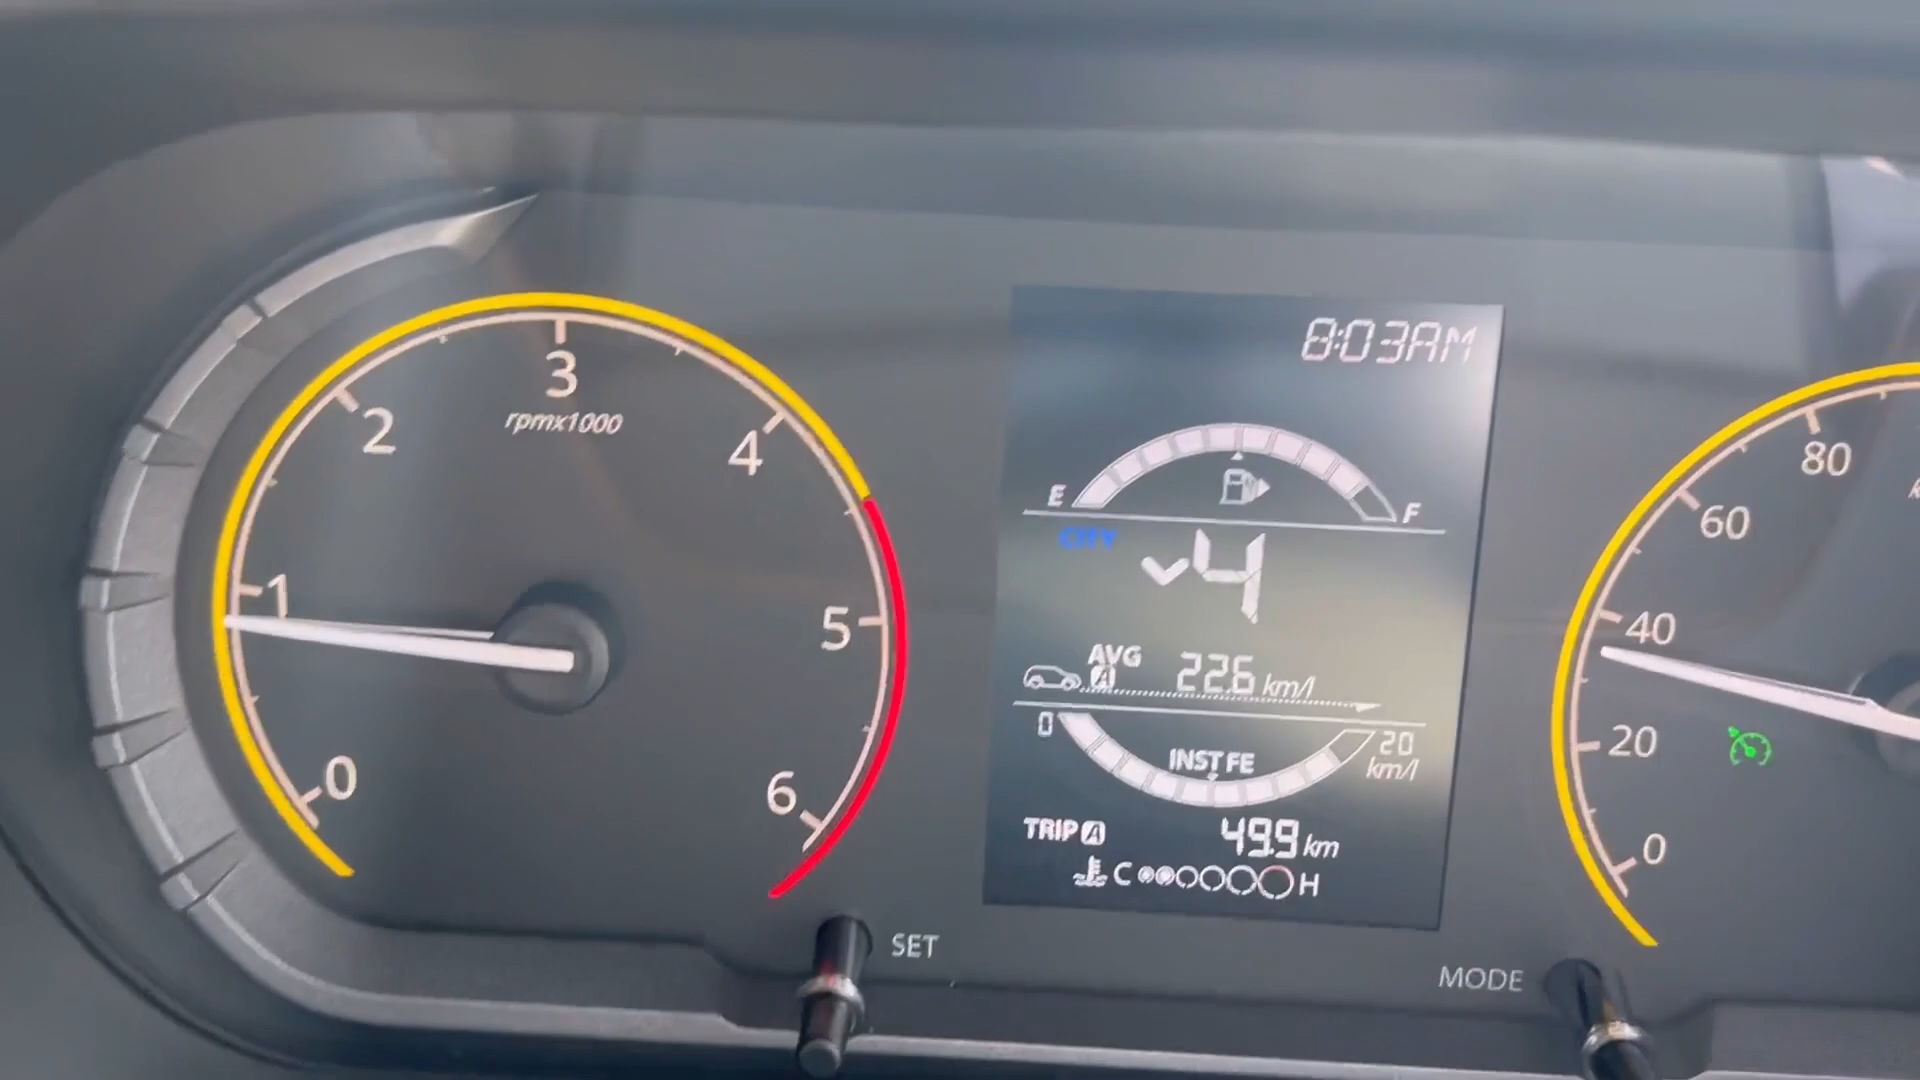 0
1
2
3
4
5
6
rpmx1000
8:03AM
E
F
CITY
4
AVG
A
22.6 km/l
0
INST FE
20
km/l
TRIP A
49.9 km
C
H
SET
MODE
0
20
40
60
80